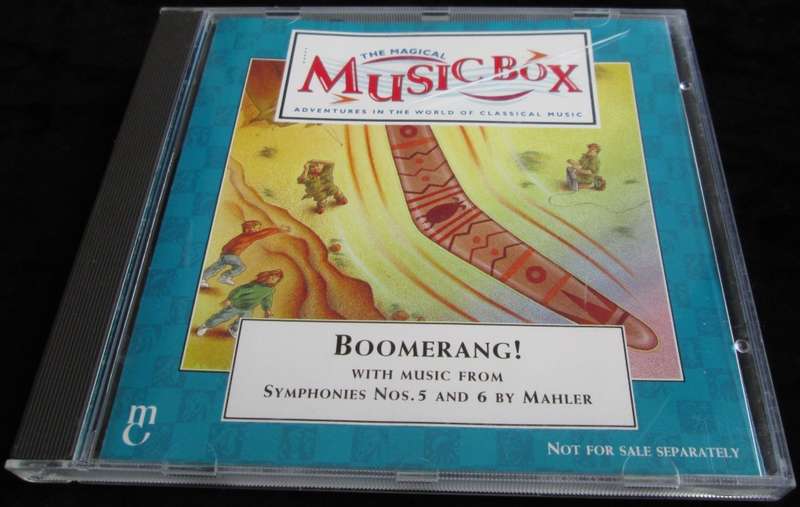 THE MAGICAL
MUSIC BOX
ADVENTURES IN THE WORLD OF CLASSICAL MUSIC
BOOMERANG!
WITH MUSIC FROM
SYMPHONIES NOS. 5 AND 6 BY MAHLER
mc
NOT FOR SALE SEPARATELY